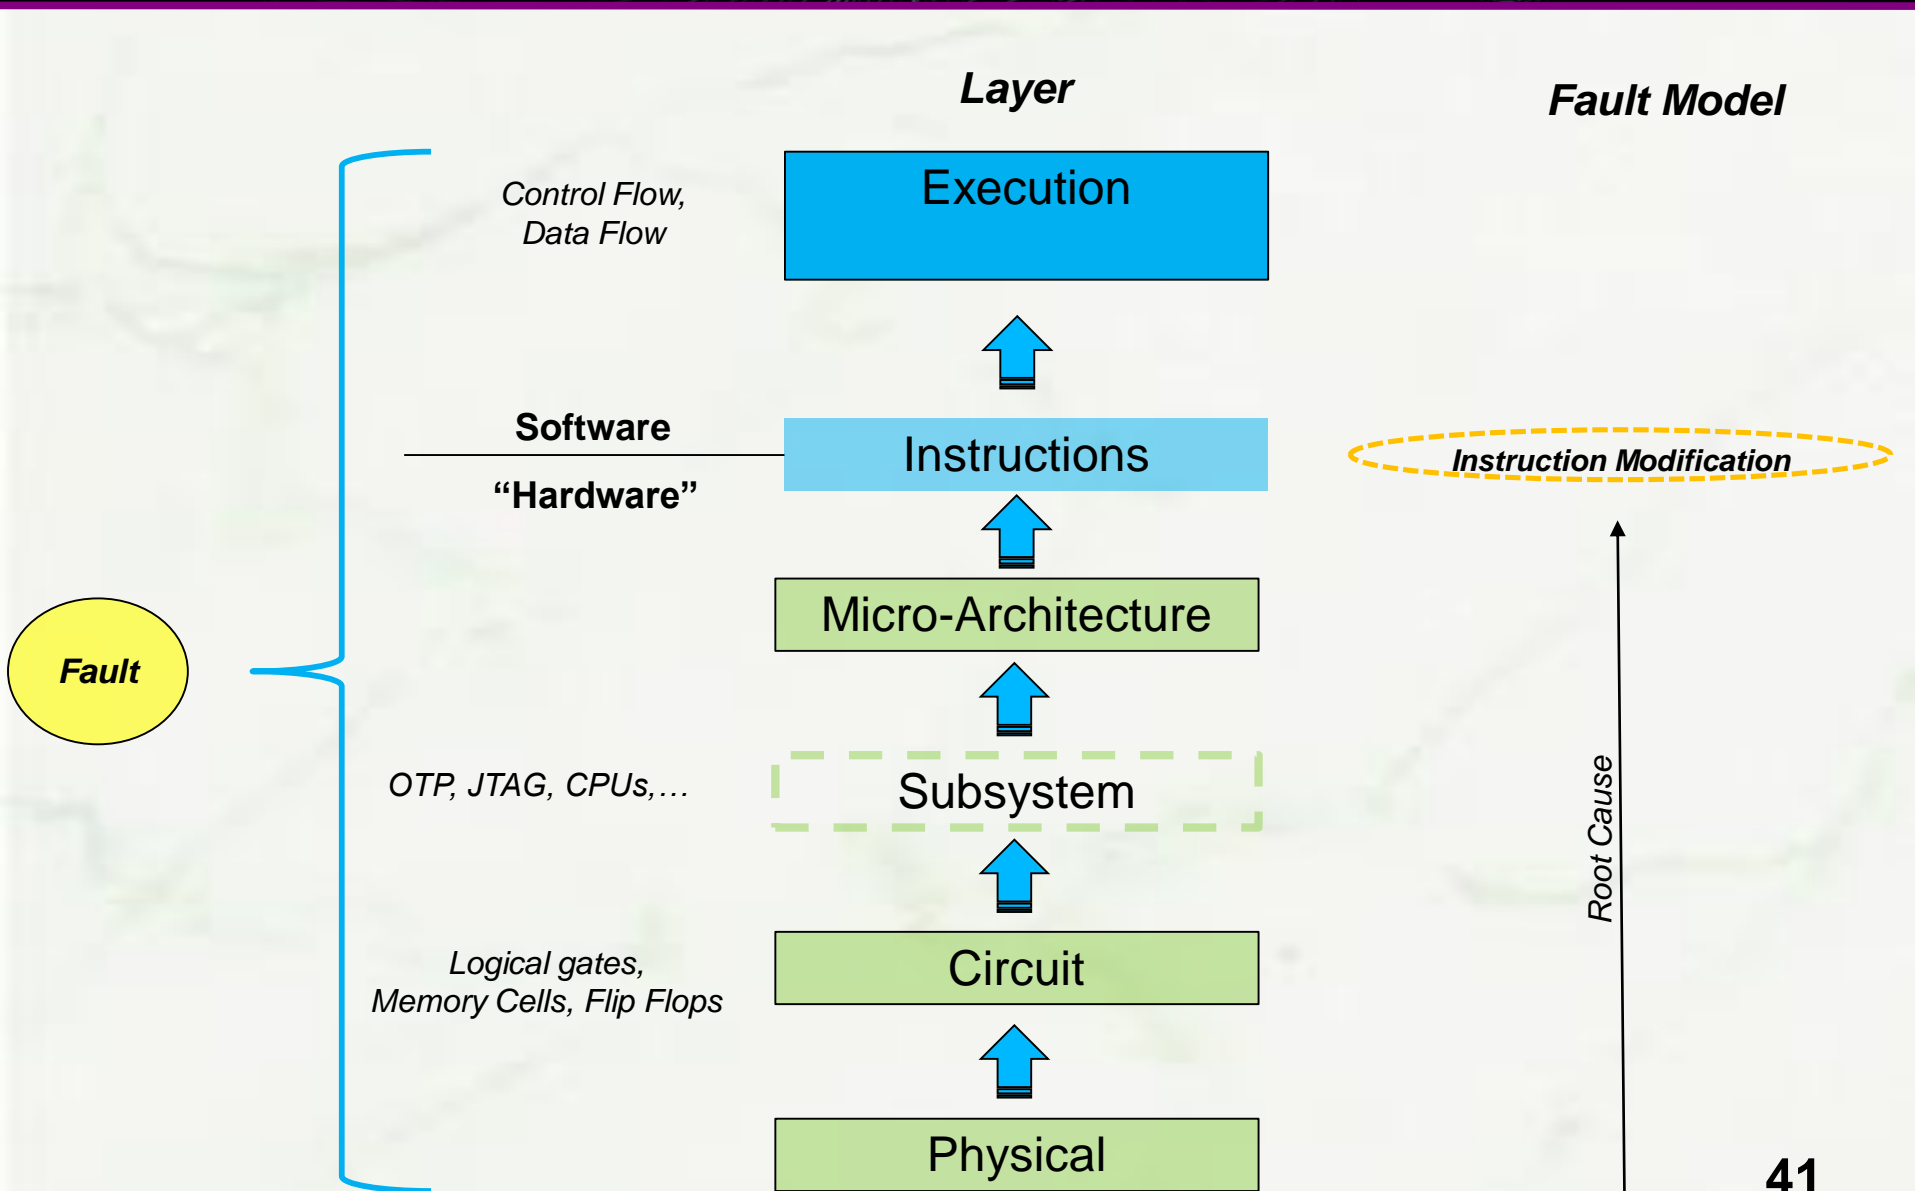 Layer
Fault Model
Control Flow,
Data Flow
Execution
Software
“Hardware”
Instructions
Instruction Modification
Micro-Architecture
Fault
OTP, JTAG, CPUs,…
Subsystem
Root Cause
Logical gates,
Memory Cells, Flip Flops
Circuit
Physical
41